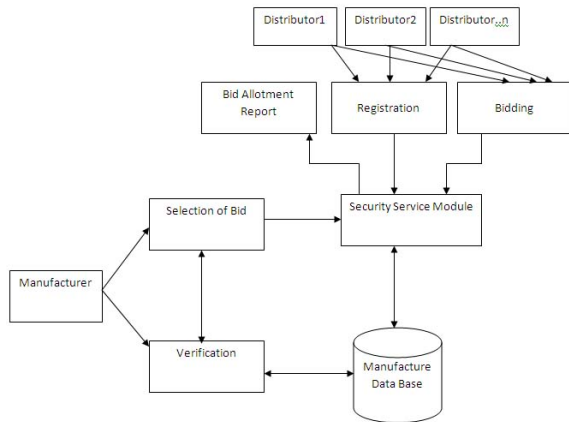 Distributor1
Distributor2
Distributor..n
Bid Allotment
Report
Registration
Bidding
Selection of Bid
Security Service Module
Manufacturer
Verification
Manufacture
Data Base